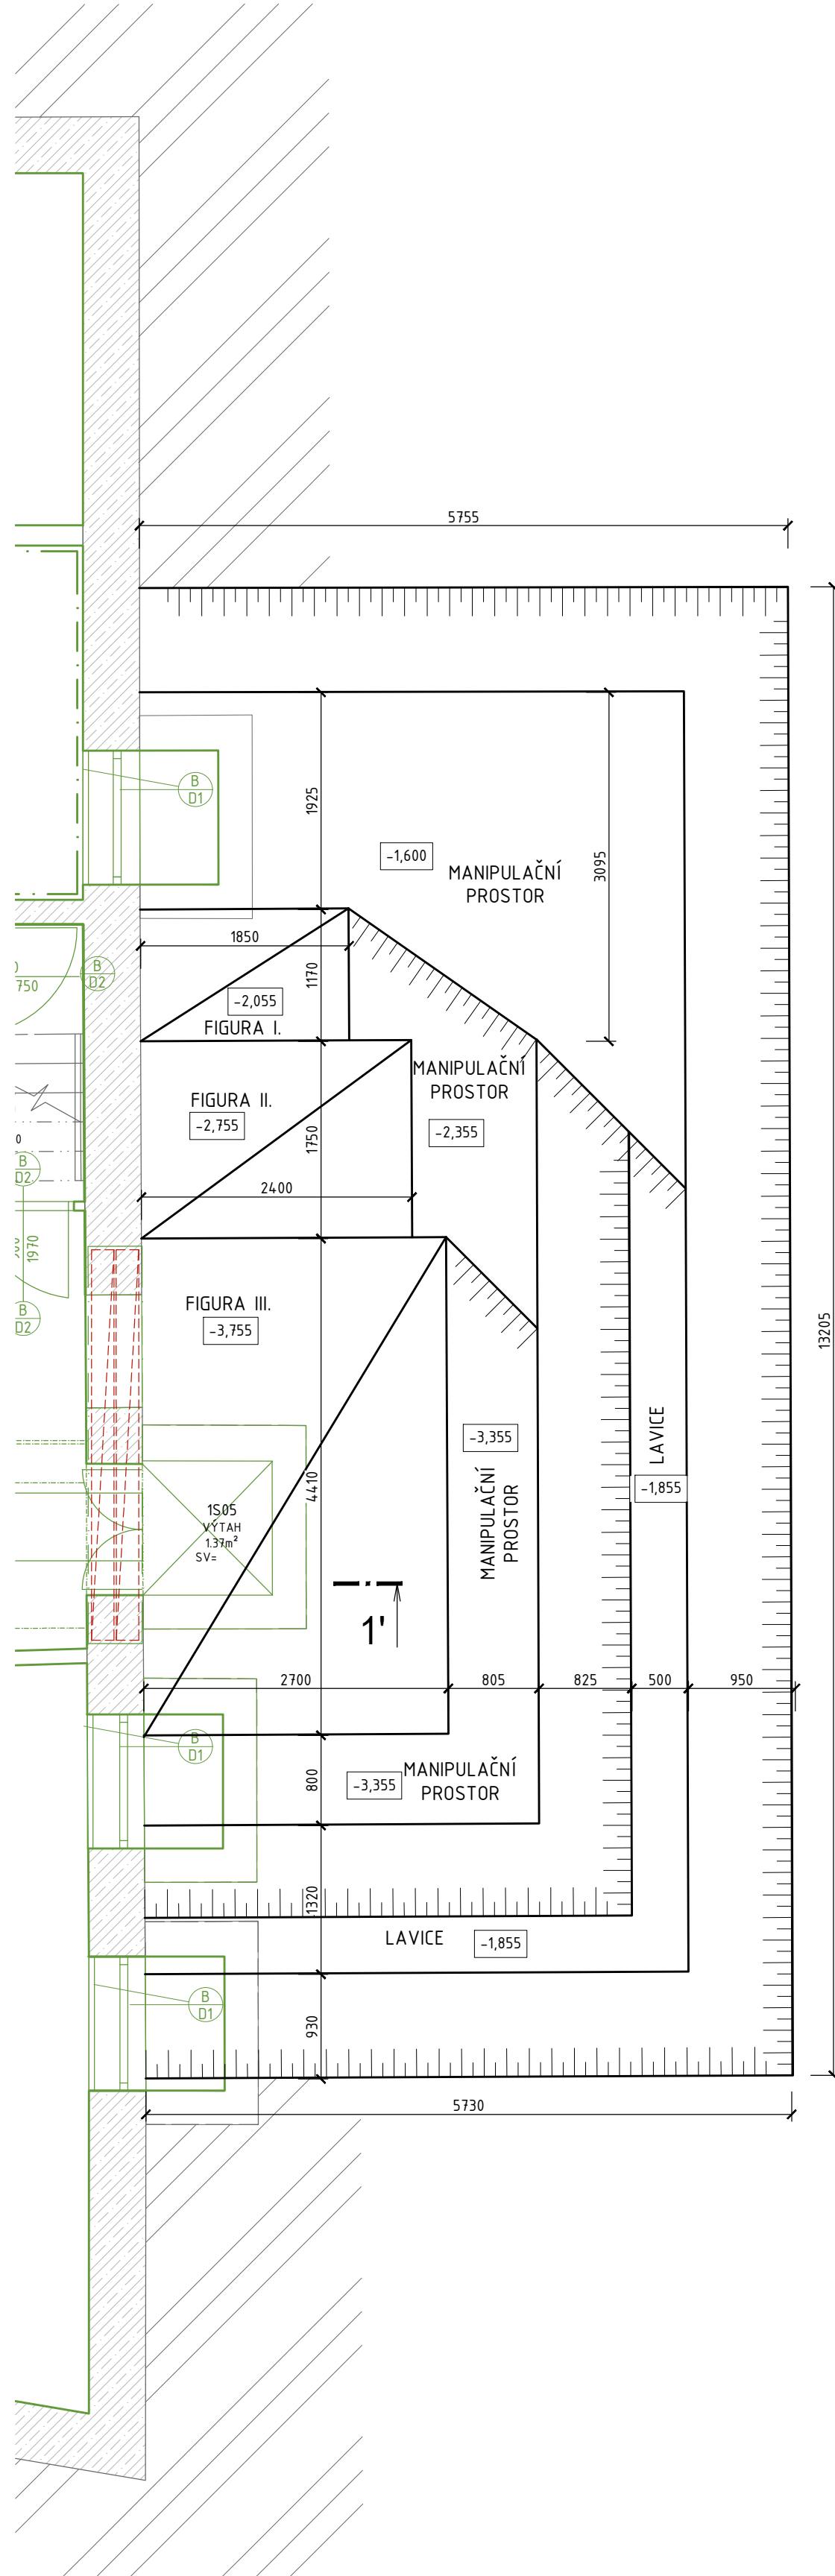 5755
B
D1
1925
-1,600
MANIPULAČNÍ
PROSTOR
3095
1850
B
D2
750
1170
-2,055
FIGURA I.
MANIPULAČNÍ
PROSTOR
FIGURA II.
-2,755
-2,355
1750
B
D2
2400
1970
FIGURA III.
-3,755
B
D2
13205
LAVICE
-3,355
MANIPULAČNÍ
PROSTOR
4410
-1,855
1S05
VÝTAH
1.37m²
SV=
1'
2700
805
825
500
950
B
D1
MANIPULAČNÍ
PROSTOR
-3,355
800
1320
LAVICE
-1,855
B
D1
930
5730